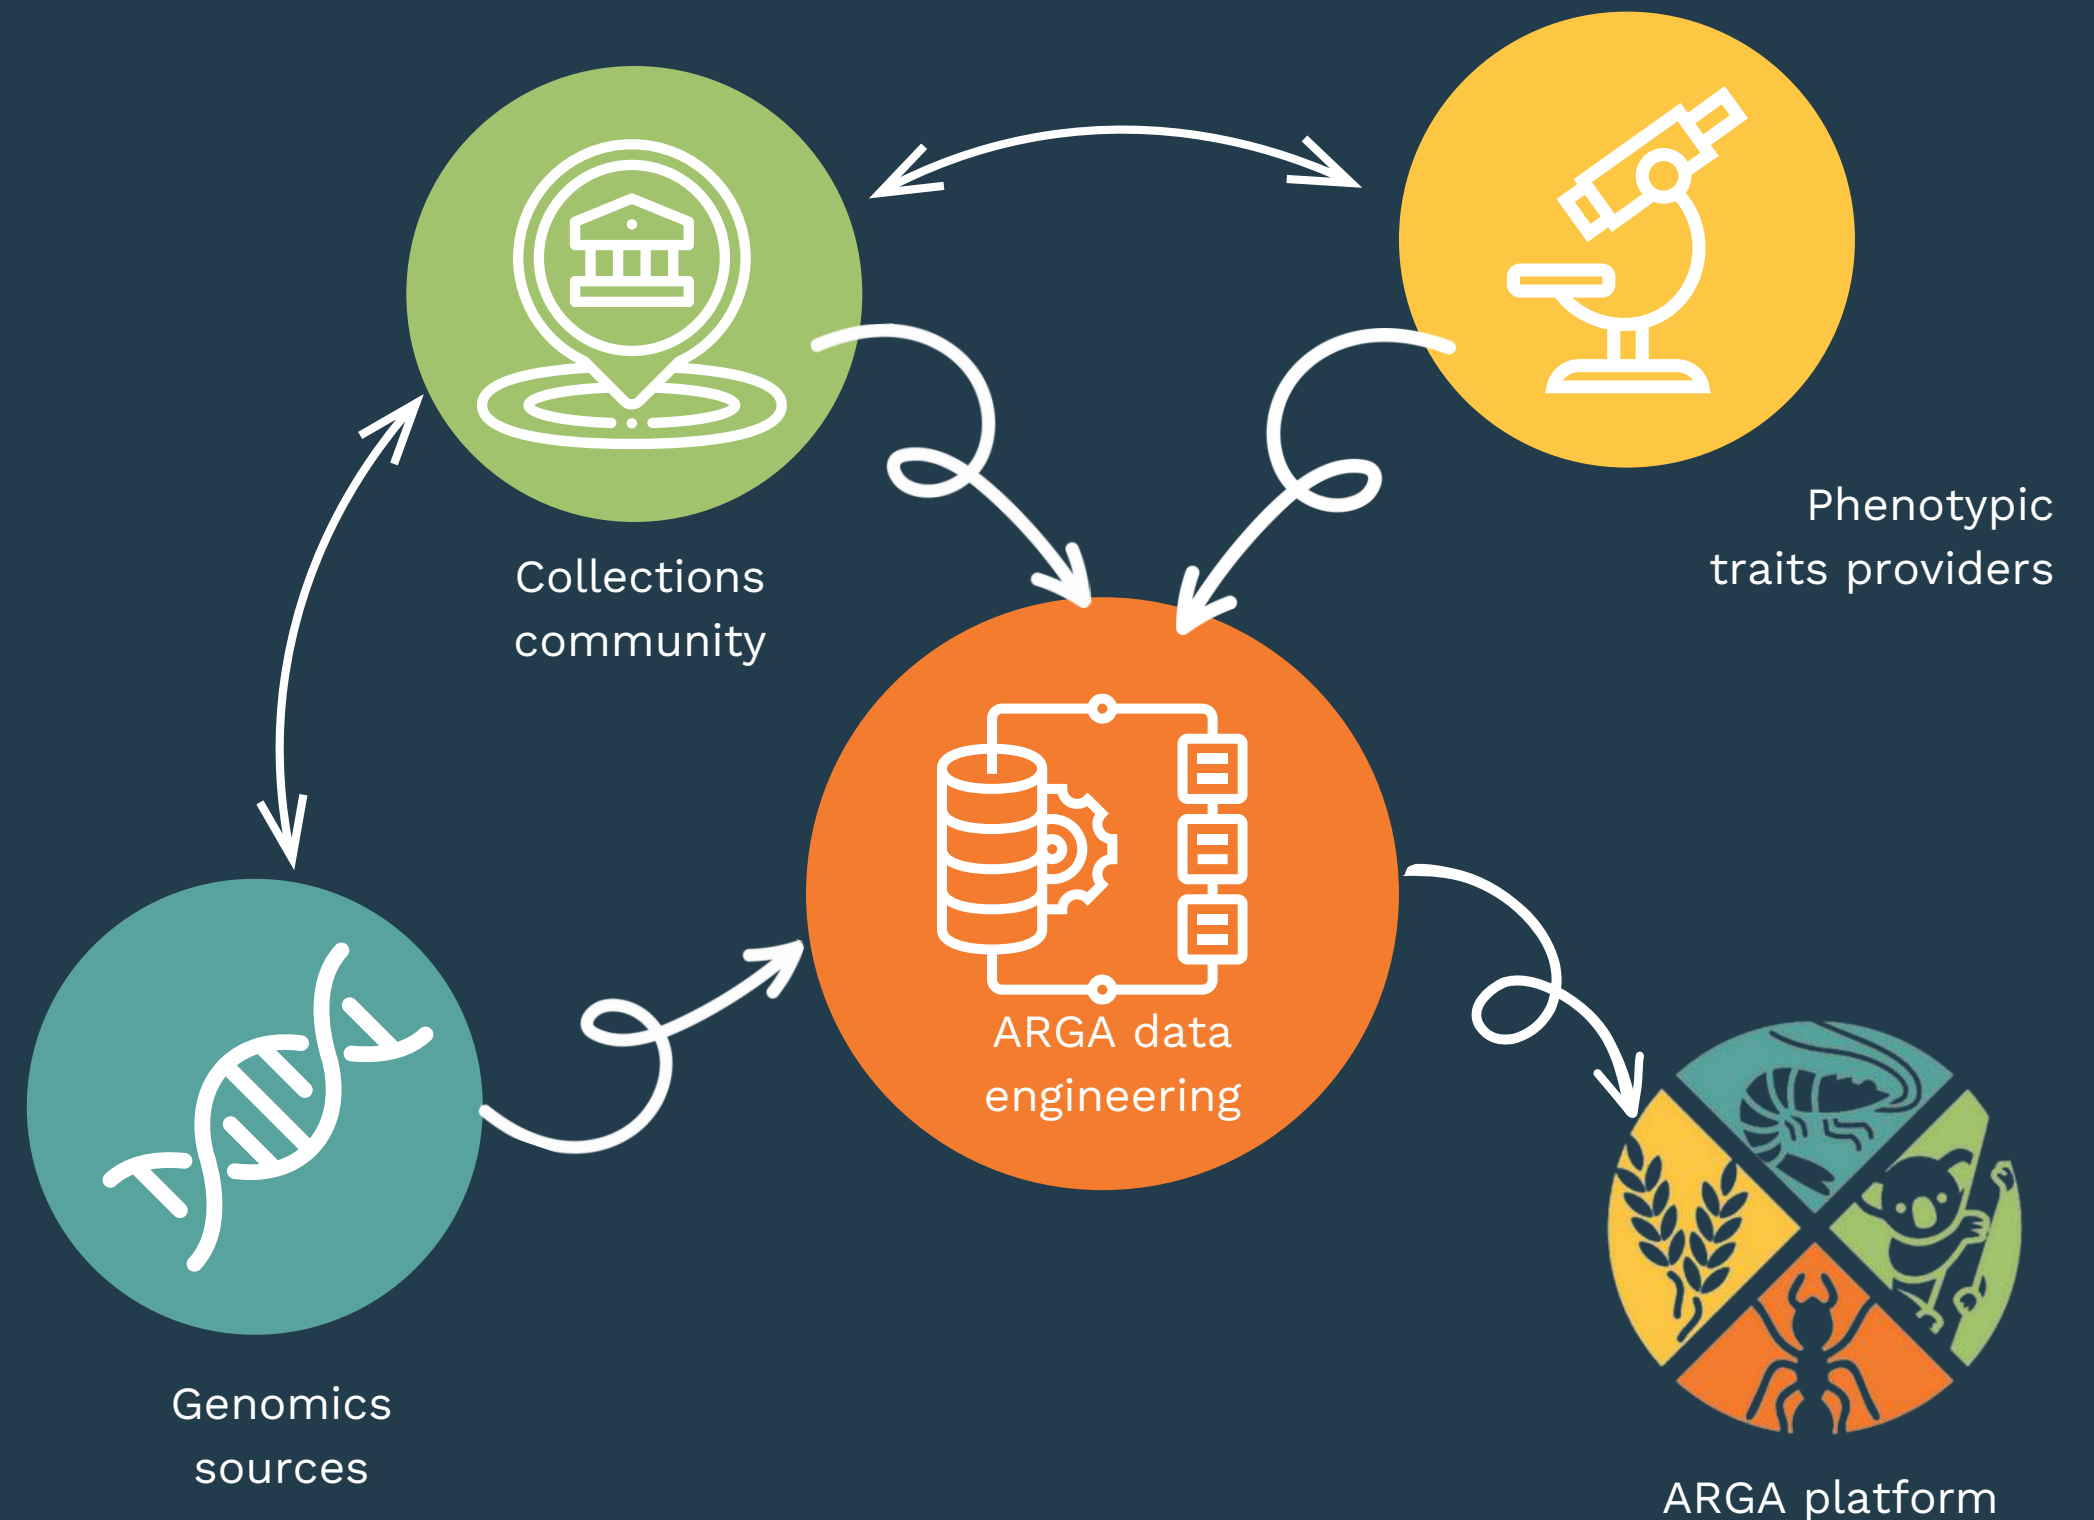 Phenotypic
traits providers
Collections
community
ARGA data
engineering
Genomics
sources
ARGA platform